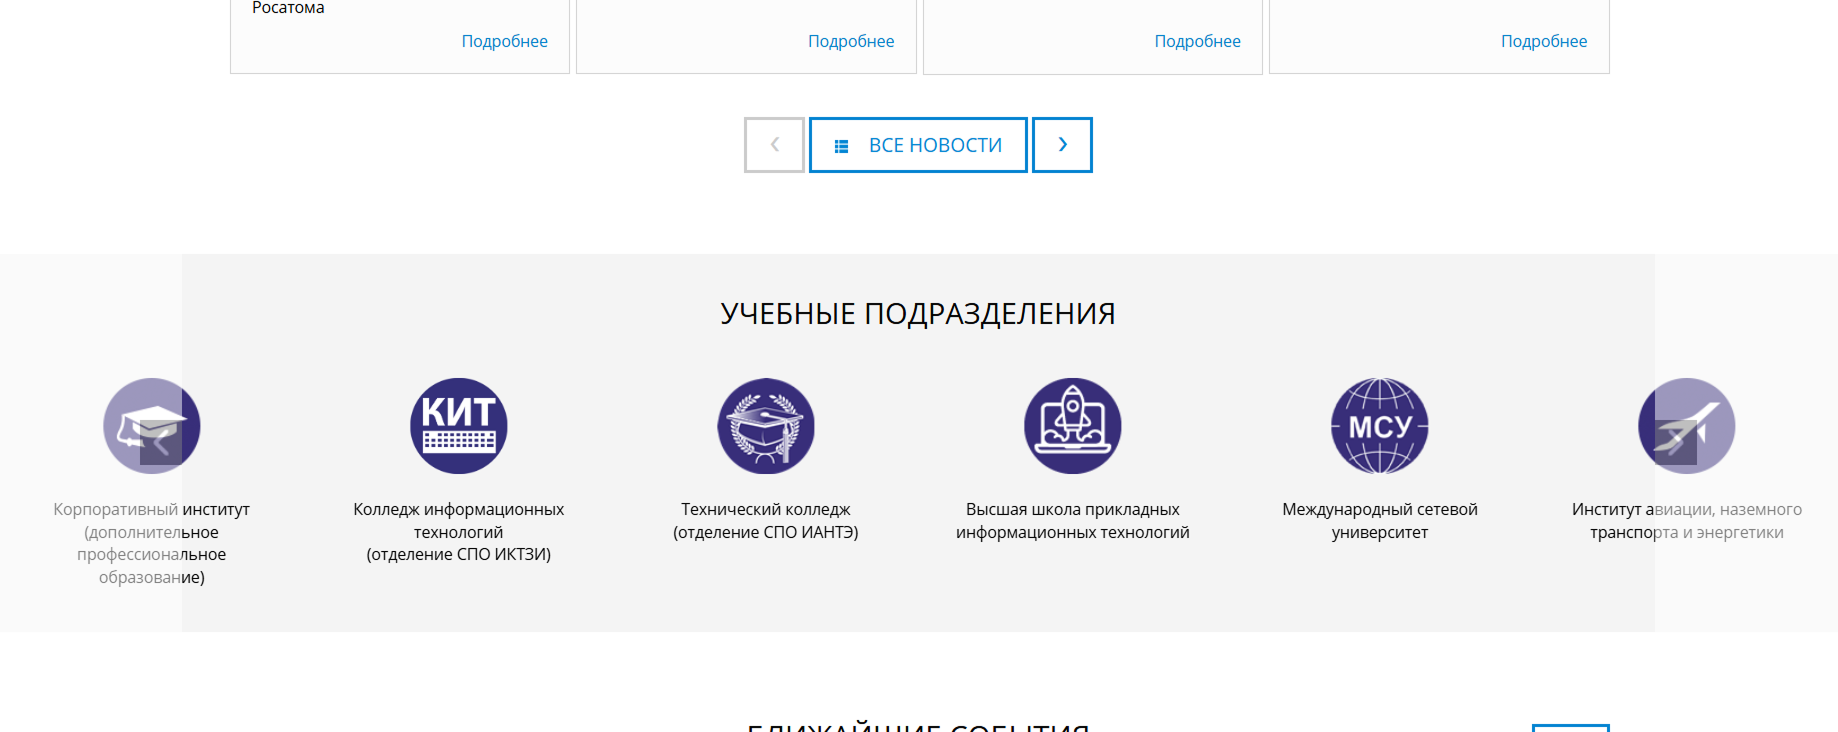 Росатома
Подробнее
Подробнее
Подробнее
Подробнее
ВСЕ НОВОСТИ
УЧЕБНЫЕ ПОДРАЗДЕЛЕНИЯ
КИТ
МСУ
Корпоративный институт
(дополнительное
профессиональное
образование)
Колледж информационных
технологий
(отделение СПО ИКТЗИ)
Технический колледж
(отделение СПО ИАНТЭ)
Высшая школа прикладных
информационных технологий
Международный сетевой
университет
Институт авиации, наземного
транспорта и энергетики
БЛИЖАЙШИЕ СОБЫТИЯ